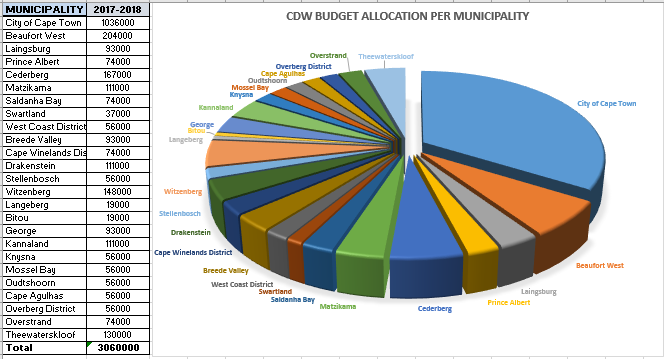 MUNICIPALITY 2017-2018
City of Cape Town 1036000
Beaufort West 204000
Laingsburg 93000
Prince Albert 74000
Cederberg 167000
Matzikama 111000
Saldanha Bay 74000
Swartland 37000
West Coast District 56000
Breede Valley 93000
Cape Winelands Dis 74000
Drakenstein 111000
Stellenbosch 56000
Witzenberg 148000
Langeberg 19000
Bitou 19000
George 93000
Kannaland 111000
Knysna 56000
Mossel Bay 56000
Oudtshoorn 56000
Cape Agulhas 56000
Overberg District 56000
Overstrand 74000
Theewaterskloof 130000
Total 3060000
CDW BUDGET ALLOCATION PER MUNICIPALITY
Overstrand
Theewaterskloof
Overberg District
Cape Agulhas
Oudtshoorn
Mossel Bay
Knysna
Kannaland
George
Bitou
Langeberg
City of Cape Town
Witzenberg
Stellenbosch
Drakenstein
Cape Winelands District
Breede Valley
West Coast District
Swartland
Saldanha Bay
Matzikama
Cederberg
Prince Albert
Laingsburg
Beaufort West